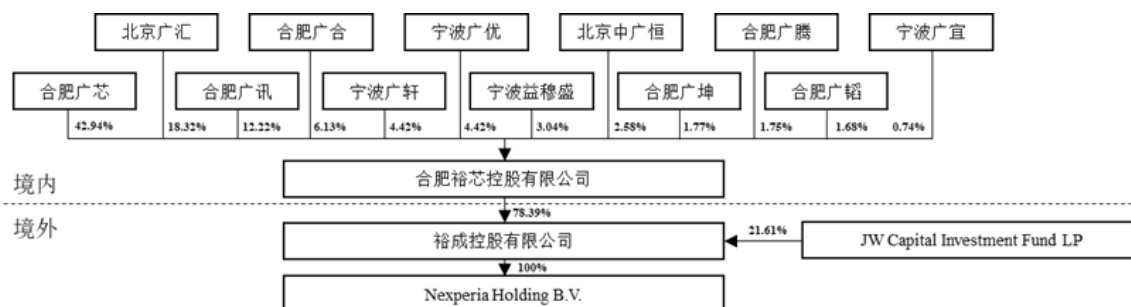 北京广汇
合肥广合
宁波广优
北京中广恒
合肥广腾
宁波广宜
合肥广芯
合肥广讯
宁波广轩
宁波益穆盛
合肥广坤
合肥广韬
42.94%
18.32%
12.22%
6.13%
4.42%
4.42%
3.04%
2.58%
1.77%
1.75%
1.68%
0.74%
合肥裕芯控股有限公司
境内
78.39%
境外
裕成控股有限公司
21.61%
JW Capital Investment Fund LP
100%
Nexperia Holding B.V.